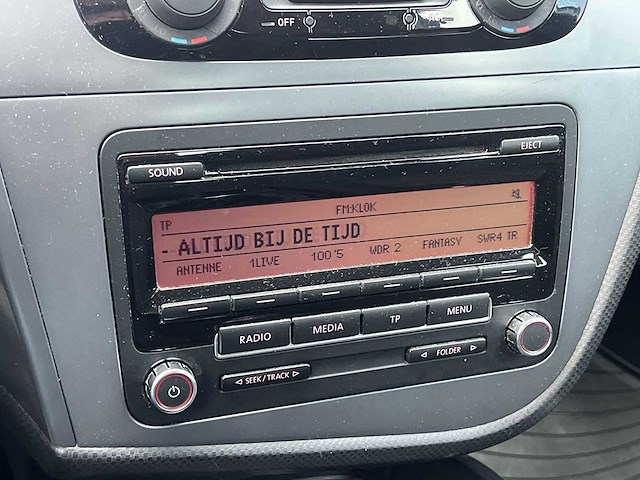 OFF
EJECT
SOUND
FM:KLOK
TP
- ALTIJD BIJ DE TIJD
ANTENNE 1LIVE 100'5 WDR 2 FANTASY SWR4 TR
RADIO MEDIA TP MENU
◁ SEEK/TRACK ▷ ◁ FOLDER ▷